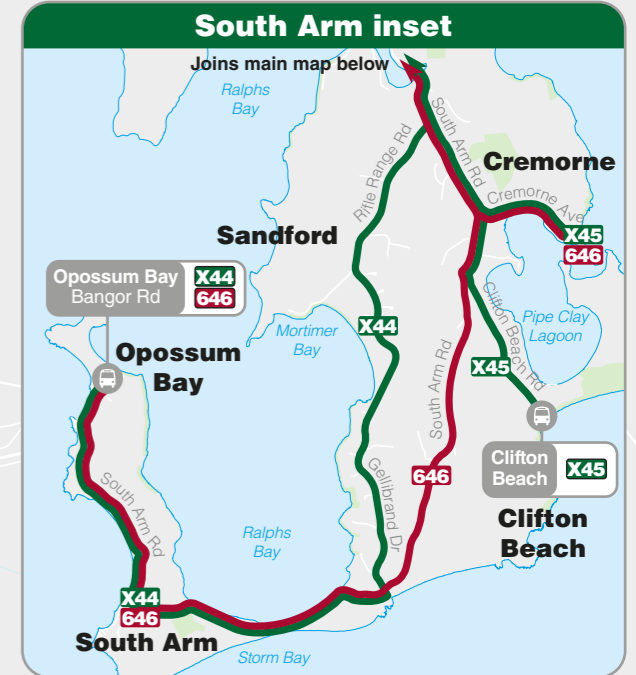 South Arm inset
Joins main map below
Ralphs
Bay
South Arm Rd
Rifle Range Rd
Cremorne
Cremorne Ave
Sandford
X45
646
Opossum Bay
Bangor Rd
X44
646
Clifton Beach Rd
Pipe Clay
Lagoon
X44
Mortimer
Bay
Opossum
Bay
South Arm Rd
X45
646
Clifton
Beach
X45
Gellibrand Dr
South Arm Rd
Clifton
Beach
Ralphs
Bay
X44
646
South Arm
Storm Bay